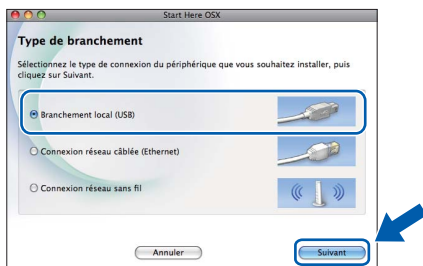 Start Here OSX
Type de branchement
Sélectionnez le type de connexion du périphérique que vous souhaitez installer, puis
cliquez sur Suivant.
Branchement local (USB)
Connexion réseau câblée (Ethernet)
Connexion réseau sans fil
Annuler
Suivant